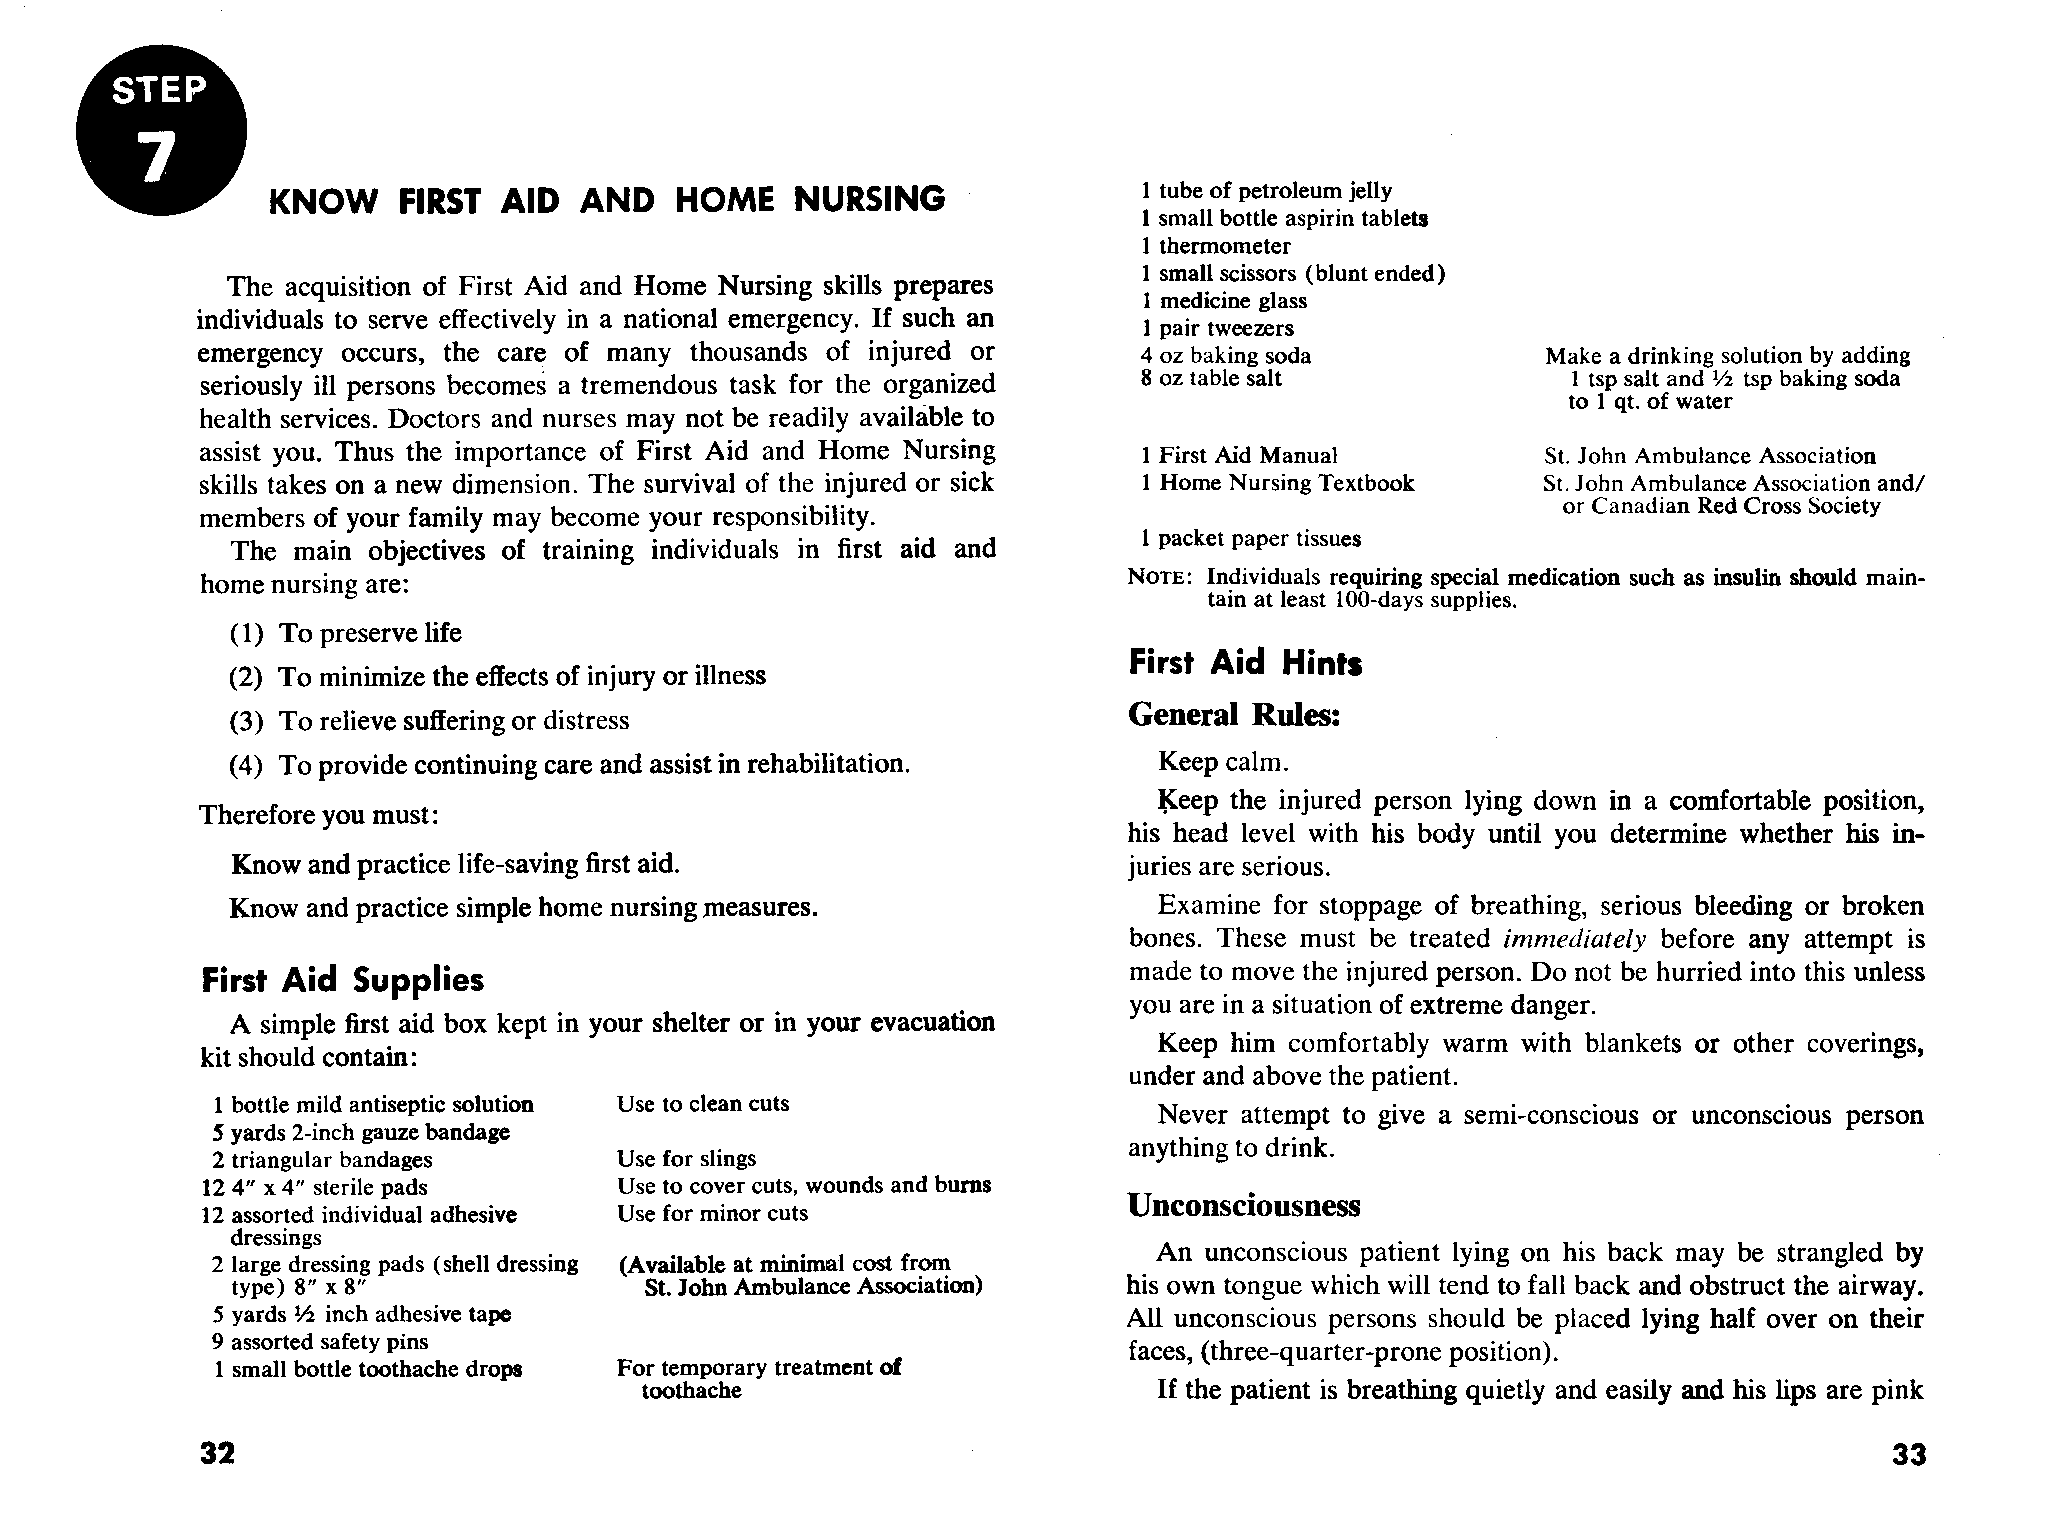 STEP
7
KNOW FIRST AID AND HOME NURSING
The acquisition of First Aid and Home Nursing skills prepares
individuals to serve effectively in a national emergency. If such an
emergency occurs, the care of many thousands of injured or
seriously ill persons becomes a tremendous task for the organized
health services. Doctors and nurses may not be readily available to
assist you. Thus the importance of First Aid and Home Nursing
skills takes on a new dimension. The survival of the injured or sick
members of your family may become your responsibility.
The main objectives of training individuals in first aid and
home nursing are:
(1) To preserve life
(2) To minimize the effects of injury or illness
(3) To relieve suffering or distress
(4) To provide continuing care and assist in rehabilitation.
Therefore you must:
Know and practice life-saving first aid.
Know and practice simple home nursing measures.
First Aid Supplies
A simple first aid box kept in your shelter or in your evacuation
kit should contain:
1 bottle mild antiseptic solution Use to clean cuts
5 yards 2-inch gauze bandage
2 triangular bandages Use for slings
12 4" x 4" sterile pads Use to cover cuts, wounds and burns
12 assorted individual adhesive Use for minor cuts
dressings
2 large dressing pads (shell dressing (Available at minimal cost from
type) 8" x 8" St. John Ambulance Association)
5 yards ½ inch adhesive tape
9 assorted safety pins
1 small bottle toothache drops For temporary treatment of
toothache
32
1 tube of petroleum jelly
1 small bottle aspirin tablets
1 thermometer
1 small scissors (blunt ended)
1 medicine glass
1 pair tweezers
4 oz baking soda Make a drinking solution by adding
8 oz table salt 1 tsp salt and ½ tsp baking soda
to 1 qt. of water
1 First Aid Manual St. John Ambulance Association
1 Home Nursing Textbook St. John Ambulance Association and/
or Canadian Red Cross Society
1 packet paper tissues
NOTE: Individuals requiring special medication such as insulin should main-
tain at least 100-days supplies.
First Aid Hints
General Rules:
Keep calm.
Keep the injured person lying down in a comfortable position,
his head level with his body until you determine whether his in-
juries are serious.
Examine for stoppage of breathing, serious bleeding or broken
bones. These must be treated immediately before any attempt is
made to move the injured person. Do not be hurried into this unless
you are in a situation of extreme danger.
Keep him comfortably warm with blankets or other coverings,
under and above the patient.
Never attempt to give a semi-conscious or unconscious person
anything to drink.
Unconsciousness
An unconscious patient lying on his back may be strangled by
his own tongue which will tend to fall back and obstruct the airway.
All unconscious persons should be placed lying half over on their
faces, (three-quarter-prone position).
If the patient is breathing quietly and easily and his lips are pink
33